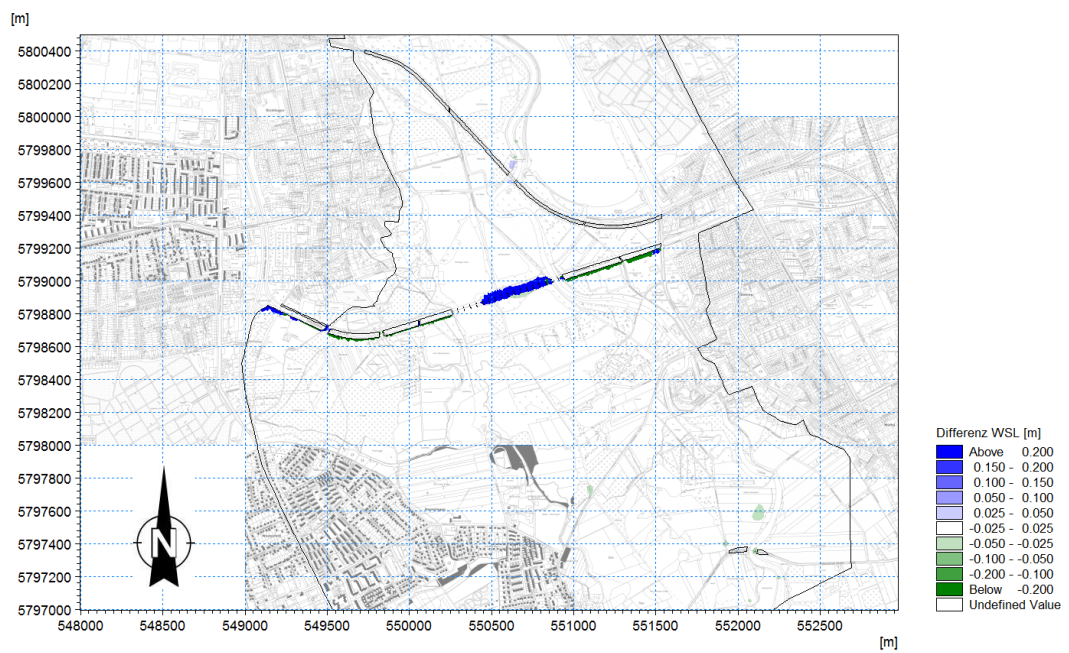 [m]
5800400
5800200
5800000
5799800
5799600
5799400
5799200
5799000
5798800
5798600
5798400
5798200
5798000
5797800
5797600
5797400
5797200
5797000
548000 548500 549000 549500 550000 550500 551000 551500 552000 552500
[m]
N
Differenz WSL [m]
Above 0.200
0.150 - 0.200
0.100 - 0.150
0.050 - 0.100
0.025 - 0.050
-0.025 - 0.025
-0.050 - -0.025
-0.100 - -0.050
-0.200 - -0.100
Below -0.200
Undefined Value